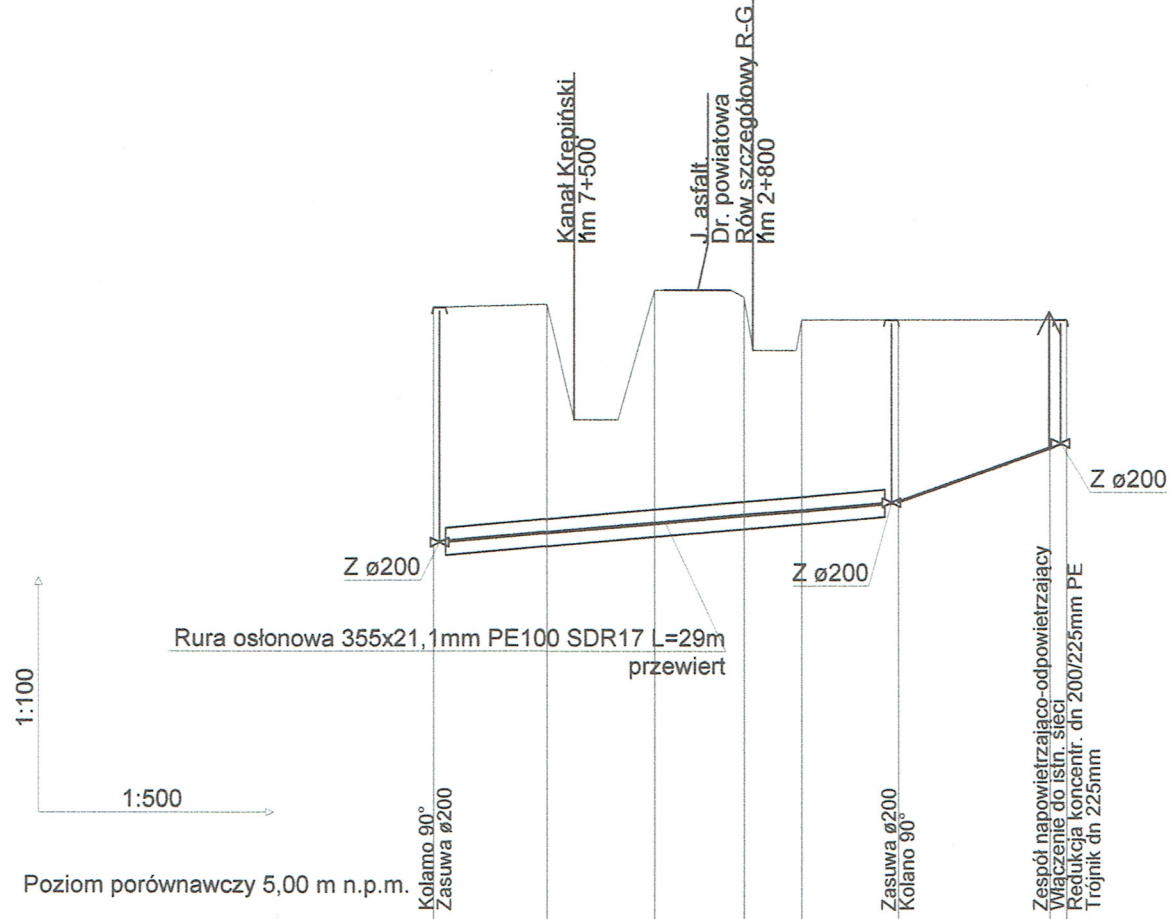 Kanał Krępiński
km 7+500
J. asfalt.
Dr. powiatowa
Rów szczegółowy R-G
km 2+800
Z ø200
Z ø200
Z ø200
Rura osłonowa 355x21,1mm PE100 SDR17 L=29m
przewiert
1:100
1:500
Poziom porównawczy 5,00 m n.p.m.
Kolamo 90°
Zasuwa ø200
Zasuwa ø200
Kolano 90°
Zespół napowietrzająco-odpowietrzający
Włączenie do istn. sieci
Redukcja koncentr. dn 200/225mm PE
Trójnik dn 225mm